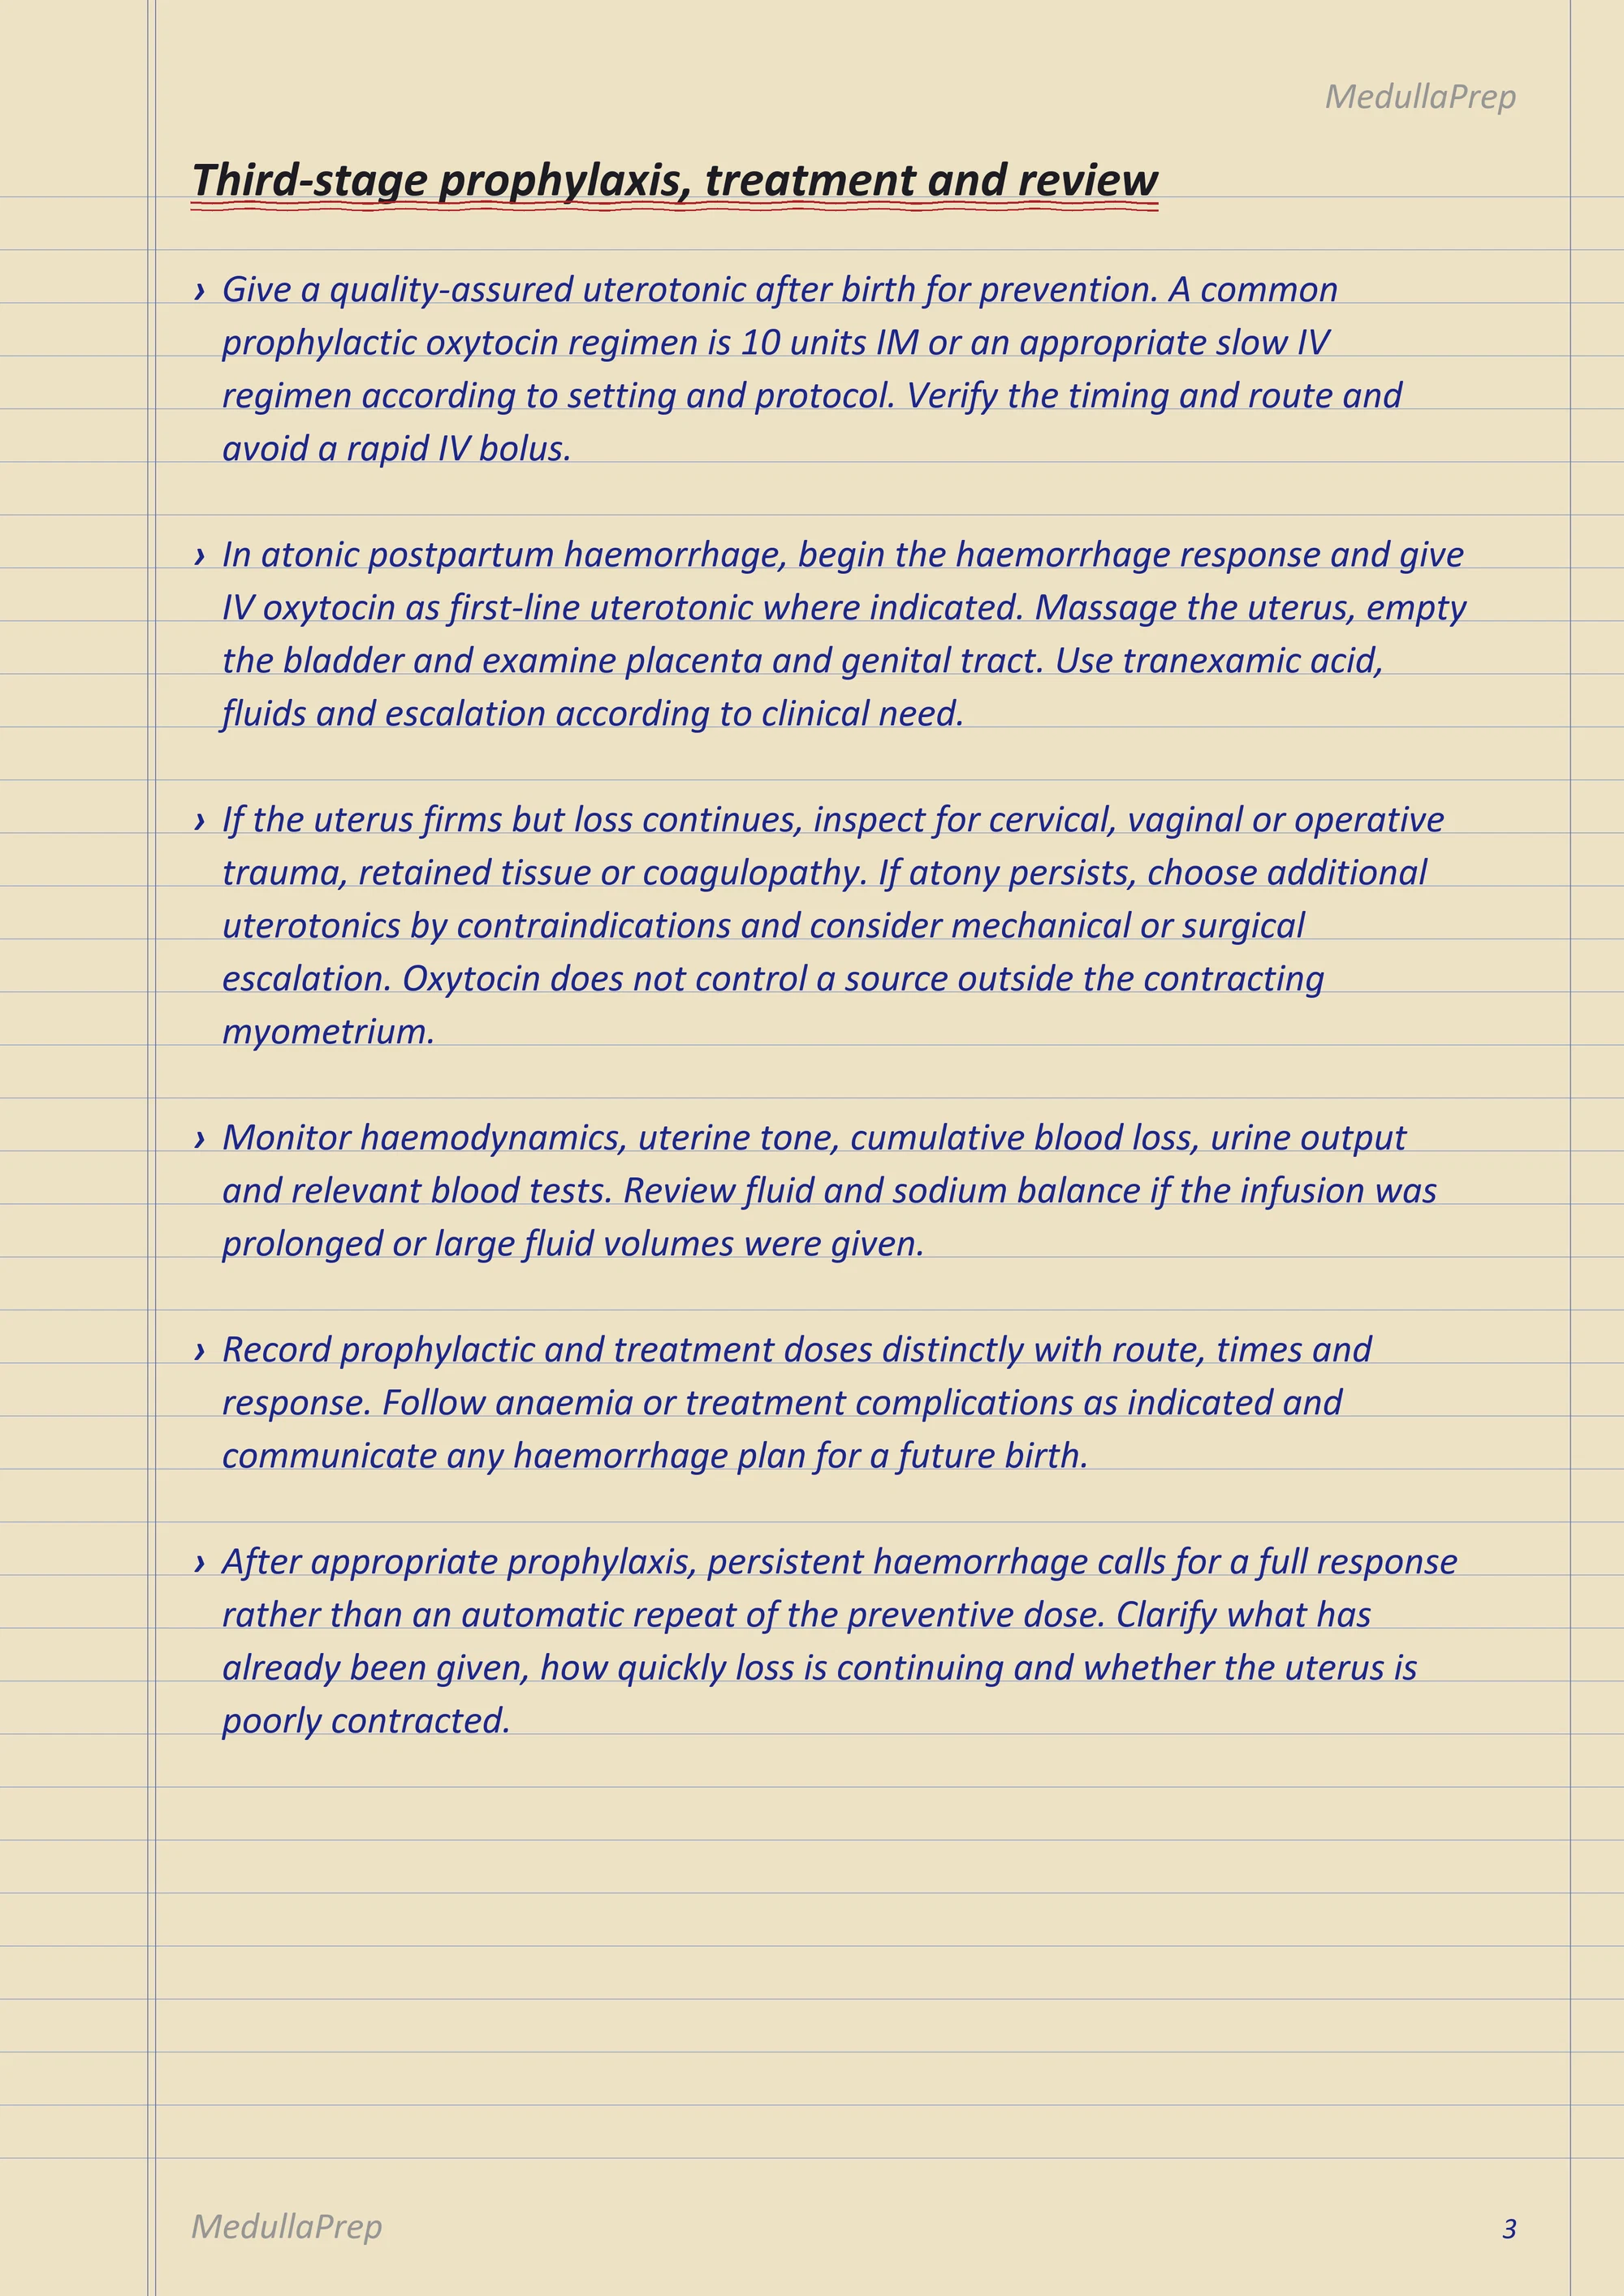 MedullaPrep
Third-stage prophylaxis, treatment and review
› Give a quality-assured uterotonic after birth for prevention. A common
prophylactic oxytocin regimen is 10 units IM or an appropriate slow IV
regimen according to setting and protocol. Verify the timing and route and
avoid a rapid IV bolus.
› In atonic postpartum haemorrhage, begin the haemorrhage response and give
IV oxytocin as first-line uterotonic where indicated. Massage the uterus, empty
the bladder and examine placenta and genital tract. Use tranexamic acid,
fluids and escalation according to clinical need.
› If the uterus firms but loss continues, inspect for cervical, vaginal or operative
trauma, retained tissue or coagulopathy. If atony persists, choose additional
uterotonics by contraindications and consider mechanical or surgical
escalation. Oxytocin does not control a source outside the contracting
myometrium.
› Monitor haemodynamics, uterine tone, cumulative blood loss, urine output
and relevant blood tests. Review fluid and sodium balance if the infusion was
prolonged or large fluid volumes were given.
› Record prophylactic and treatment doses distinctly with route, times and
response. Follow anaemia or treatment complications as indicated and
communicate any haemorrhage plan for a future birth.
› After appropriate prophylaxis, persistent haemorrhage calls for a full response
rather than an automatic repeat of the preventive dose. Clarify what has
already been given, how quickly loss is continuing and whether the uterus is
poorly contracted.
MedullaPrep
3